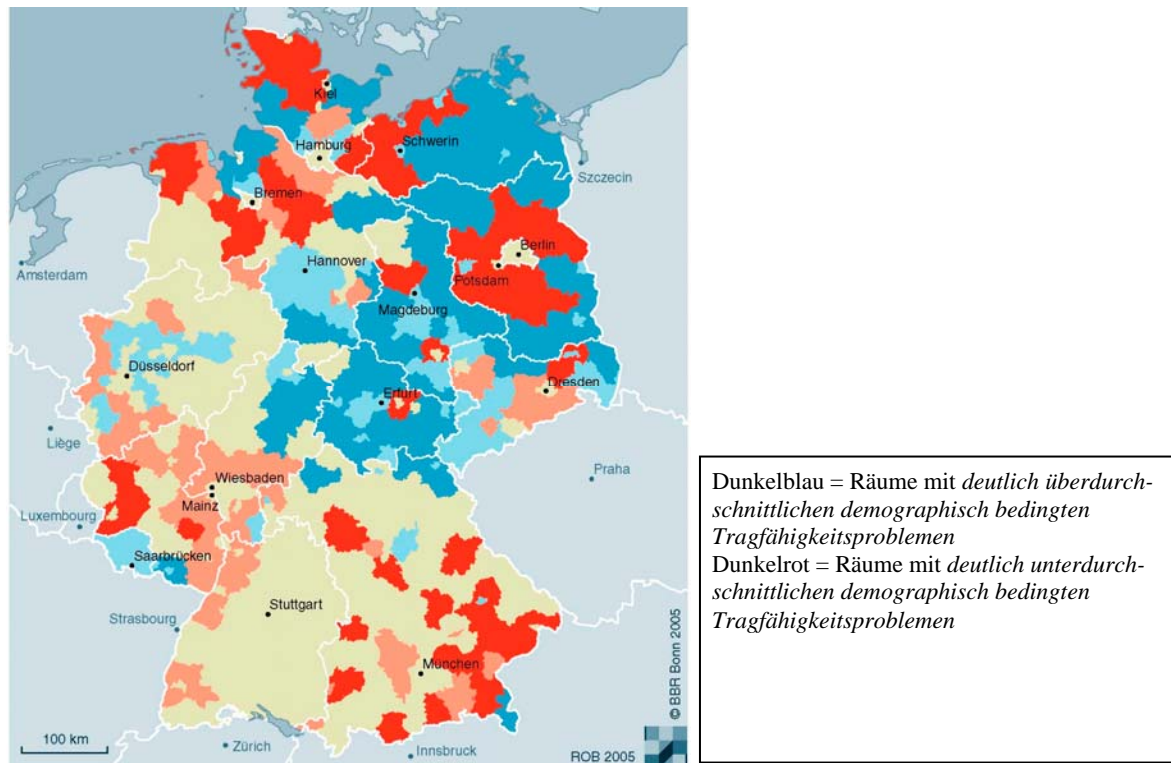 Kiel
Schwerin
Hamburg
Szczecin
Bremen
Berlin
Amsterdam
Hannover
Potsdam
Magdeburg
Düsseldorf
Dresden
Erfurt
Liège
Praha
Wiesbaden
Mainz
Luxembourg
Saarbrücken
Stuttgart
Strasbourg
München
© BBR Bonn 2005
100 km
Zürich
Innsbruck
ROB 2005
Dunkelblau = Räume mit deutlich überdurch-
schnittlichen demographisch bedingten
Tragfähigkeitsproblemen
Dunkelrot = Räume mit deutlich unterdurch-
schnittlichen demographisch bedingten
Tragfähigkeitsproblemen